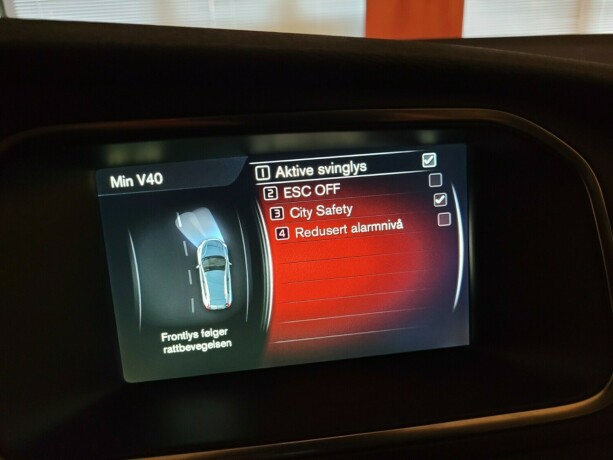 Min V40
1 Aktive svinglys
2 ESC OFF
3 City Safety
4 Redusert alarmnivå
Frontlys følger
rattbevegelsen